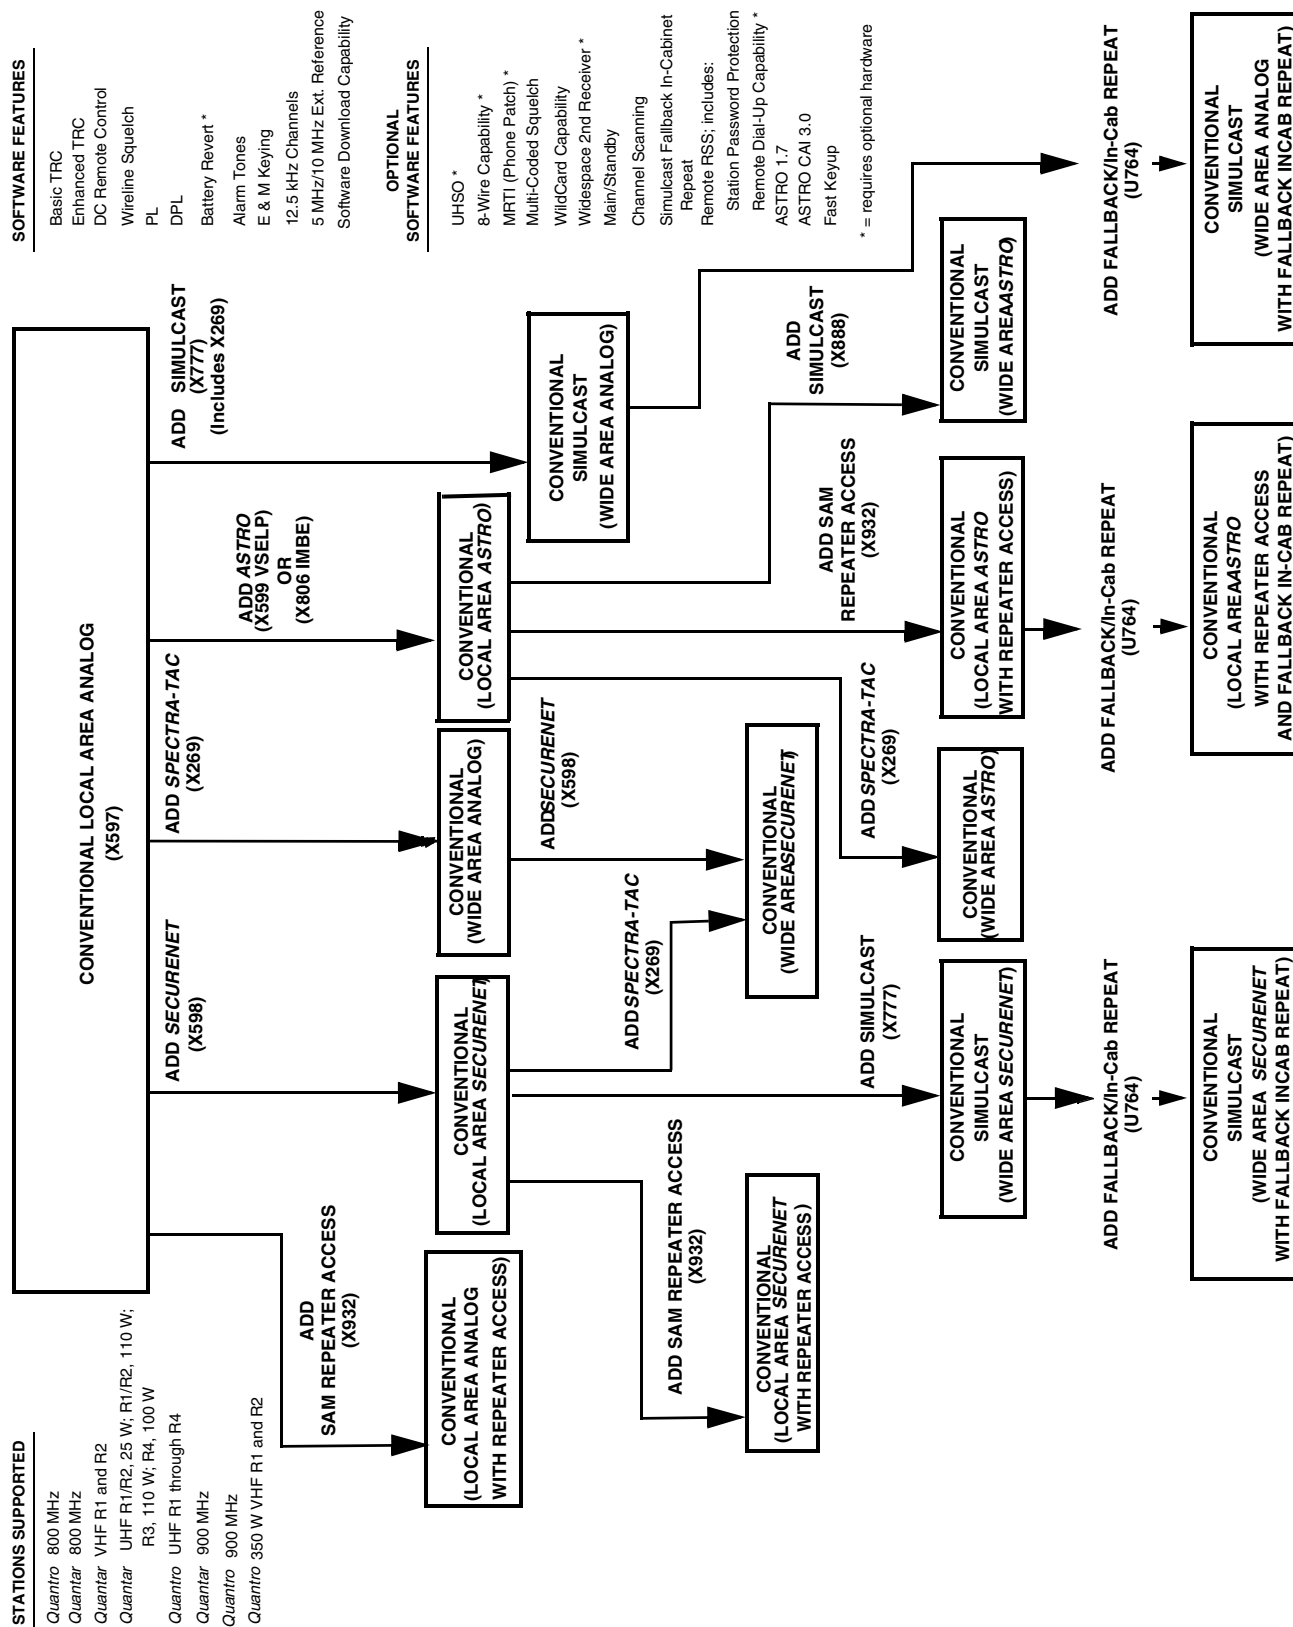 STATIONS SUPPORTED
Quantro 800 MHz
Quantar 800 MHz
Quantar VHF R1 and R2
Quantar UHF R1/R2, 25 W; R1/R2, 110 W;
R3, 110 W; R4, 100 W
Quantro UHF R1 through R4
Quantar 900 MHz
Quantro 900 MHz
Quantro 350 W VHF R1 and R2
CONVENTIONAL LOCAL AREA ANALOG
(X597)
SOFTWARE FEATURES
Basic TRC
Enhanced TRC
DC Remote Control
Wireline Squelch
PL
DPL
Battery Revert *
Alarm Tones
E & M Keying
12.5 kHz Channels
5 MHz/10 MHz Ext. Reference
Software Download Capability
OPTIONAL
SOFTWARE FEATURES
UHSO *
8-Wire Capability *
MRTI (Phone Patch) *
Multi-Coded Squelch
WildCard Capability
Widespace 2nd Receiver *
Main/Standby
Channel Scanning
Simulcast Fallback In-Cabinet
Repeat
Remote RSS; includes:
Station Password Protection
Remote Dial-Up Capability *
ASTRO 1.7
ASTRO CAI 3.0
Fast Keyup
* = requires optional hardware
ADD
SAM REPEATER ACCESS
(X932)
ADD SECURENET
(X598)
ADD SPECTRA-TAC
(X269)
ADD ASTRO
(X599 VSELP)
OR
(X806 IMBE)
ADD SIMULCAST
(X777)
(Includes X269)
CONVENTIONAL
(LOCAL AREA ANALOG
WITH REPEATER ACCESS)
CONVENTIONAL
(LOCAL AREA SECURENET)
CONVENTIONAL
(WIDE AREA ANALOG)
CONVENTIONAL
(LOCAL AREA ASTRO)
CONVENTIONAL
SIMULCAST
(WIDE AREA ANALOG)
ADD SAM REPEATER ACCESS
(X932)
ADDSPECTRA-TAC
(X269)
ADDSECURENET
(X598)
CONVENTIONAL
(LOCAL AREA SECURENET
WITH REPEATER ACCESS)
CONVENTIONAL
(WIDE AREASECURENET)
ADD SIMULCAST
(X777)
ADDSPECTRA-TAC
(X269)
ADD SAM
REPEATER ACCESS
(X932)
ADD
SIMULCAST
(X888)
CONVENTIONAL
SIMULCAST
(WIDE AREA SECURENET)
CONVENTIONAL
(WIDE AREA ASTRO)
CONVENTIONAL
(LOCAL AREA ASTRO
WITH REPEATER ACCESS)
CONVENTIONAL
SIMULCAST
(WIDE AREAASTRO)
ADD FALLBACK/In-Cab REPEAT
(U764)
ADD FALLBACK/In-Cab REPEAT
(U764)
ADD FALLBACK/In-Cab REPEAT
(U764)
CONVENTIONAL
SIMULCAST
(WIDE AREA SECURENET
WITH FALLBACK INCAB REPEAT)
CONVENTIONAL
(LOCAL AREAASTRO
WITH REPEATER ACCESS
AND FALLBACK IN-CAB REPEAT)
CONVENTIONAL
SIMULCAST
(WIDE AREA ANALOG
WITH FALLBACK INCAB REPEAT)